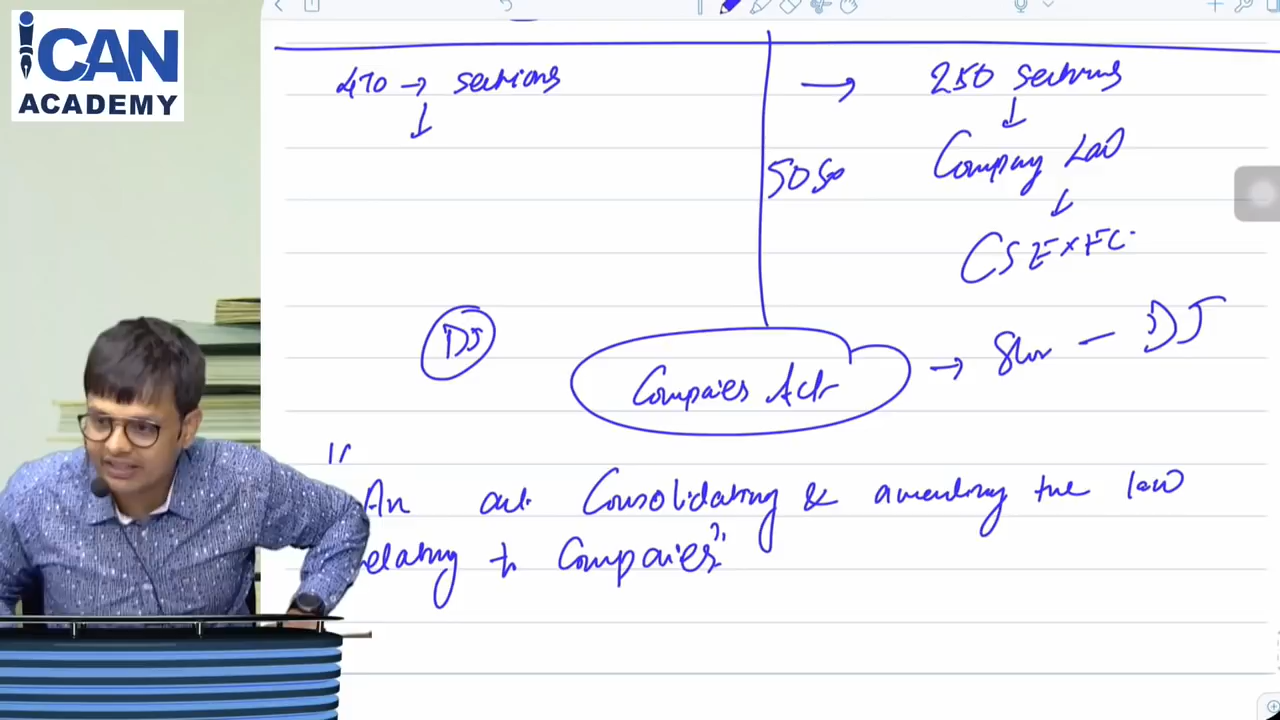 iCAN
ACADEMY
470 → sections
→ 250 sections
50 50
Company Law
CS EXEC
DJ
Companies Act → Slow - DJ
"An act Consolidating & amending the law
relating to Companies"